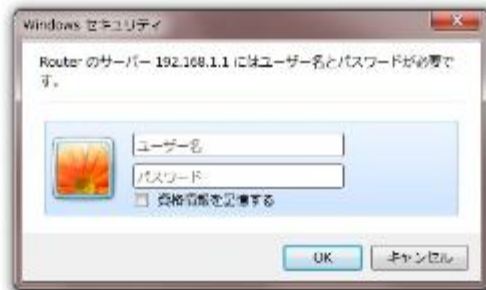 Windows セキュリティ
Router のサーバー 192.168.1.1 にはユーザー名とパスワードが必要で
す。
ユーザー名
パスワード
資格情報を記憶する
OK
キャンセル